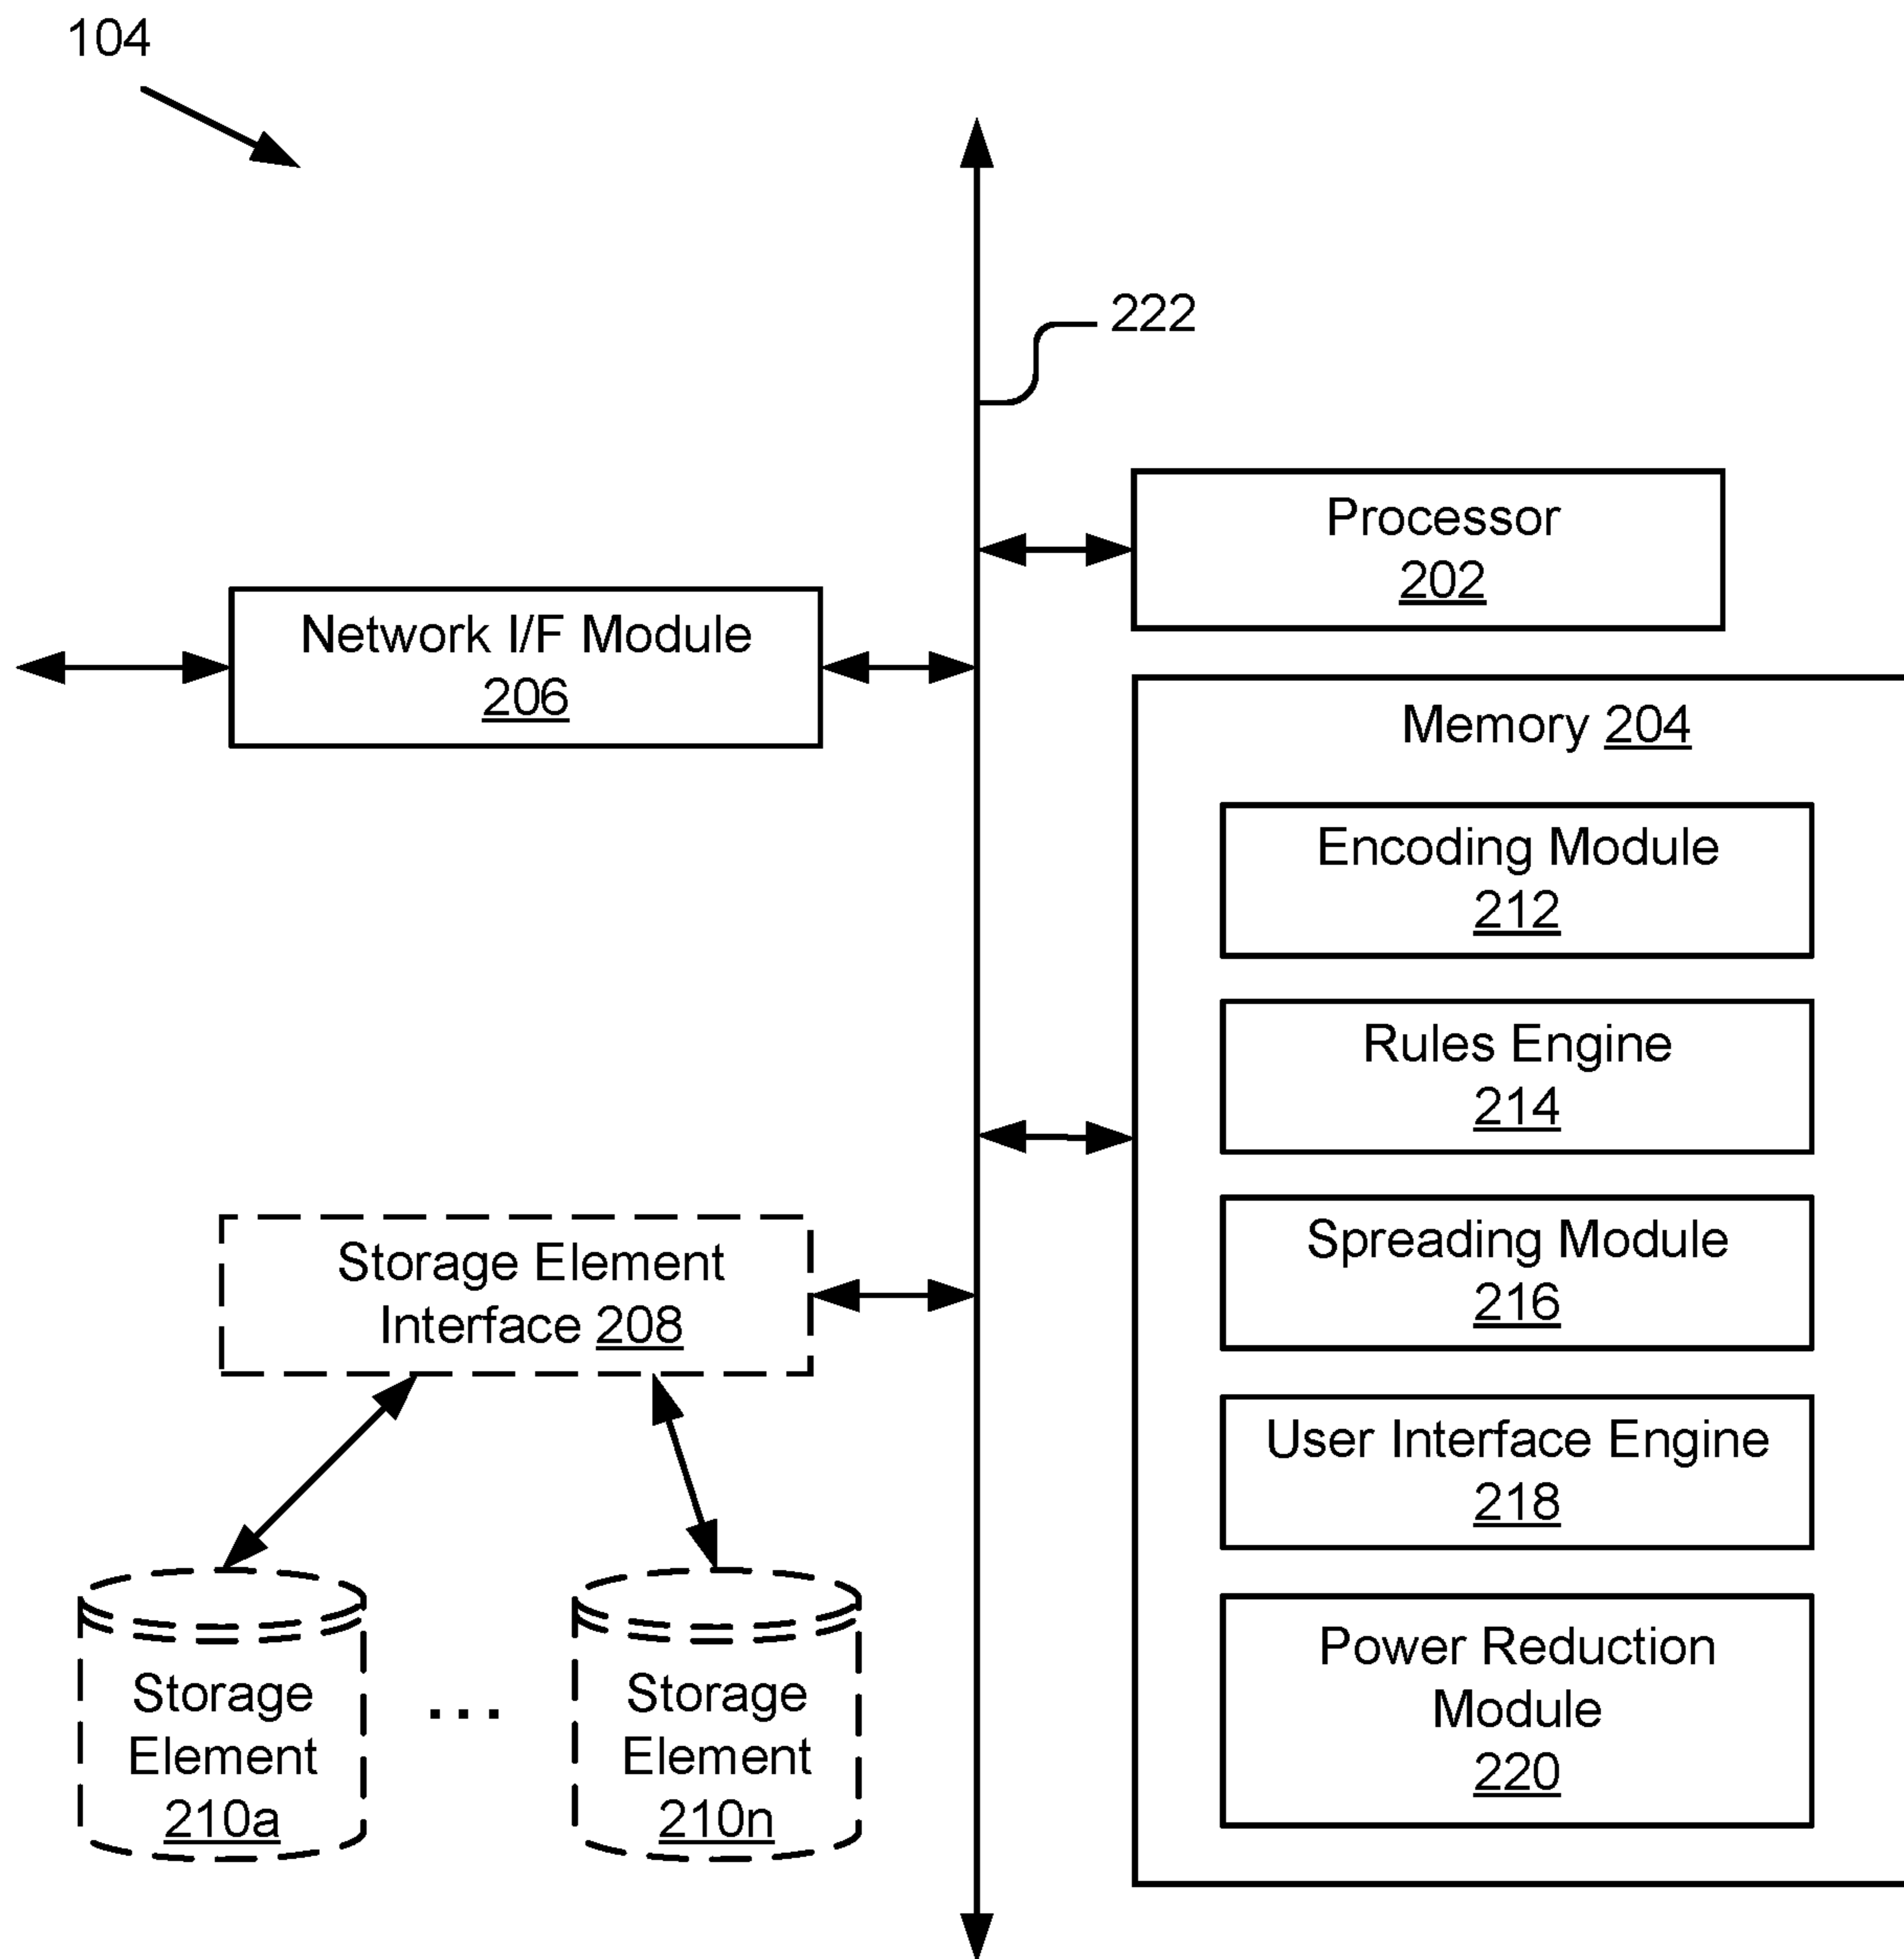 104
222
Processor
202
Network I/F Module
206
Memory 204
Encoding Module
212
Rules Engine
214
Spreading Module
216
Storage Element
Interface 208
User Interface Engine
218
Power Reduction
Module
220
Storage
Element
210a
...
Storage
Element
210n